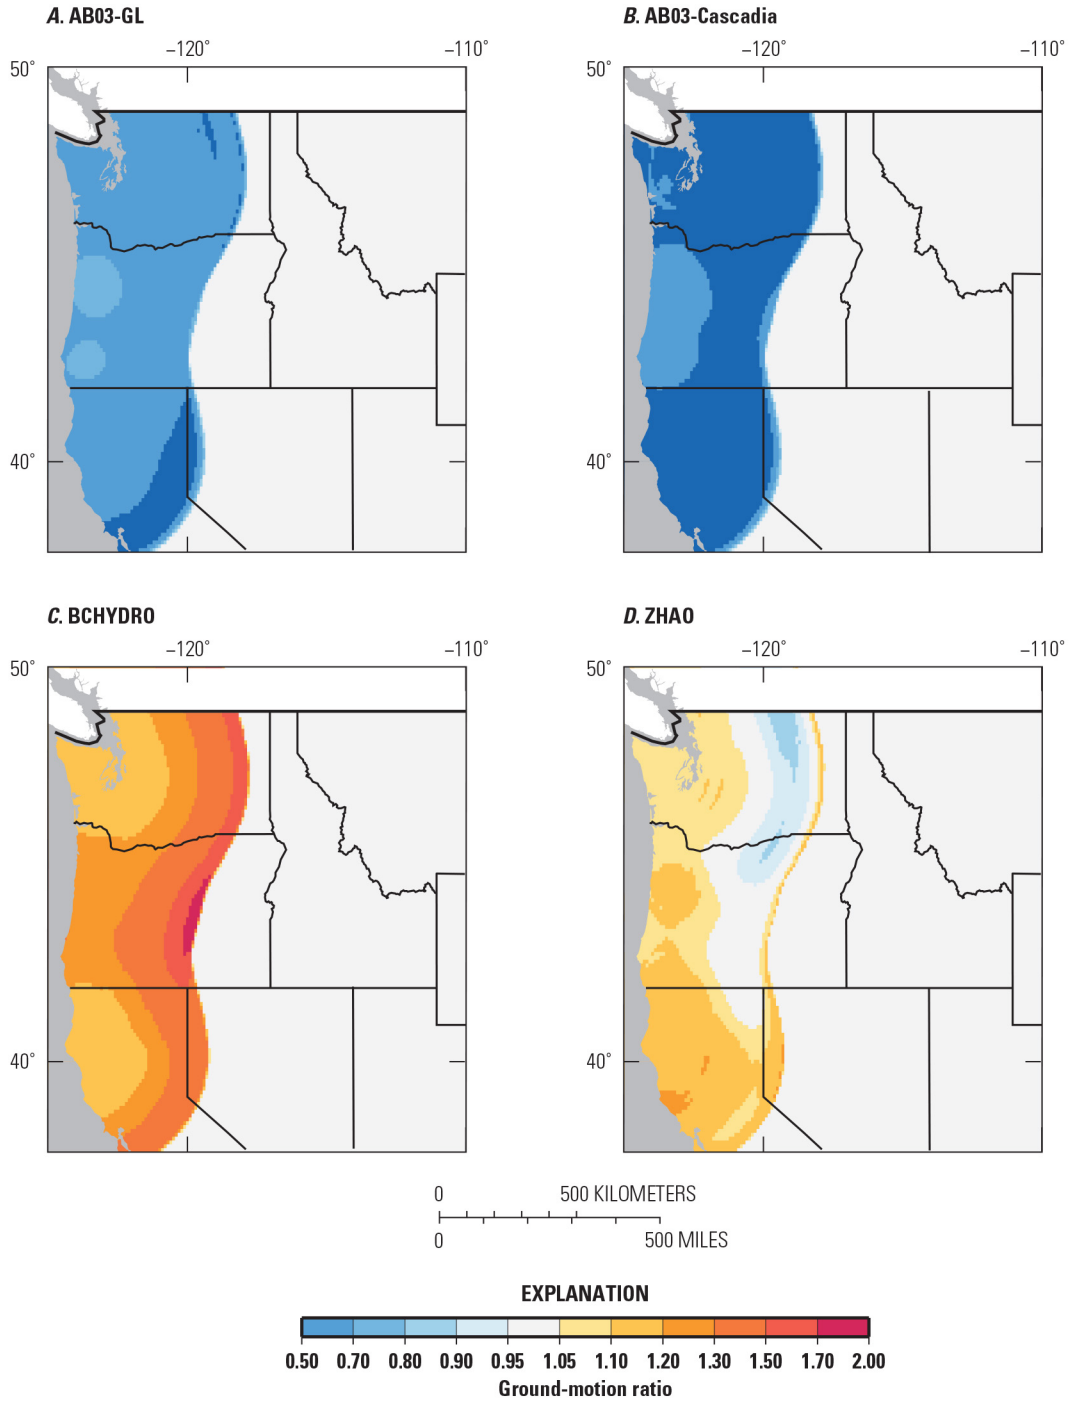 A. AB03-GL
B. AB03-Cascadia
−120° −110°
−120° −110°
50°
50°
40°
40°
C. BCHYDRO
D. ZHAO
−120° −110°
−120° −110°
50°
50°
40°
40°
0 500 KILOMETERS
0 500 MILES
EXPLANATION
0.50 0.70 0.80 0.90 0.95 1.05 1.10 1.20 1.30 1.50 1.70 2.00
Ground-motion ratio